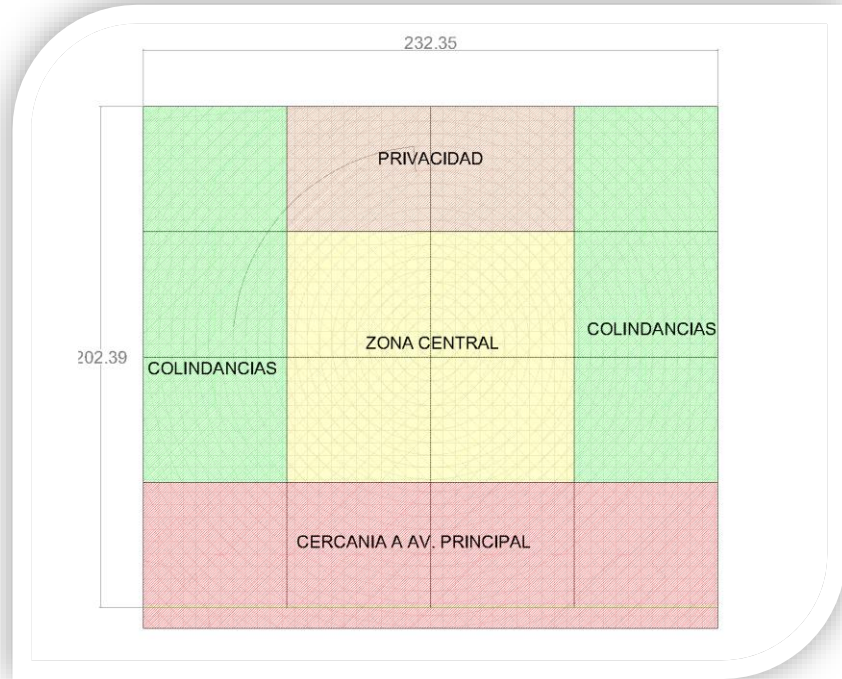 232.35
PRIVACIDAD
COLINDANCIAS
ZONA CENTRAL
202.39
COLINDANCIAS
CERCANIA A AV. PRINCIPAL